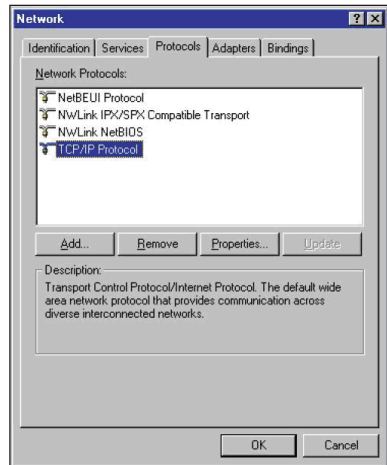 Network
Identification Services Protocols Adapters Bindings
Network Protocols:
NetBEUI Protocol
NWLink IPX/SPX Compatible Transport
NWLink NetBIOS
TCP/IP Protocol
Add... Remove Properties... Update
Description:
Transport Control Protocol/Internet Protocol. The default wide
area network protocol that provides communication across
diverse interconnected networks.
OK Cancel